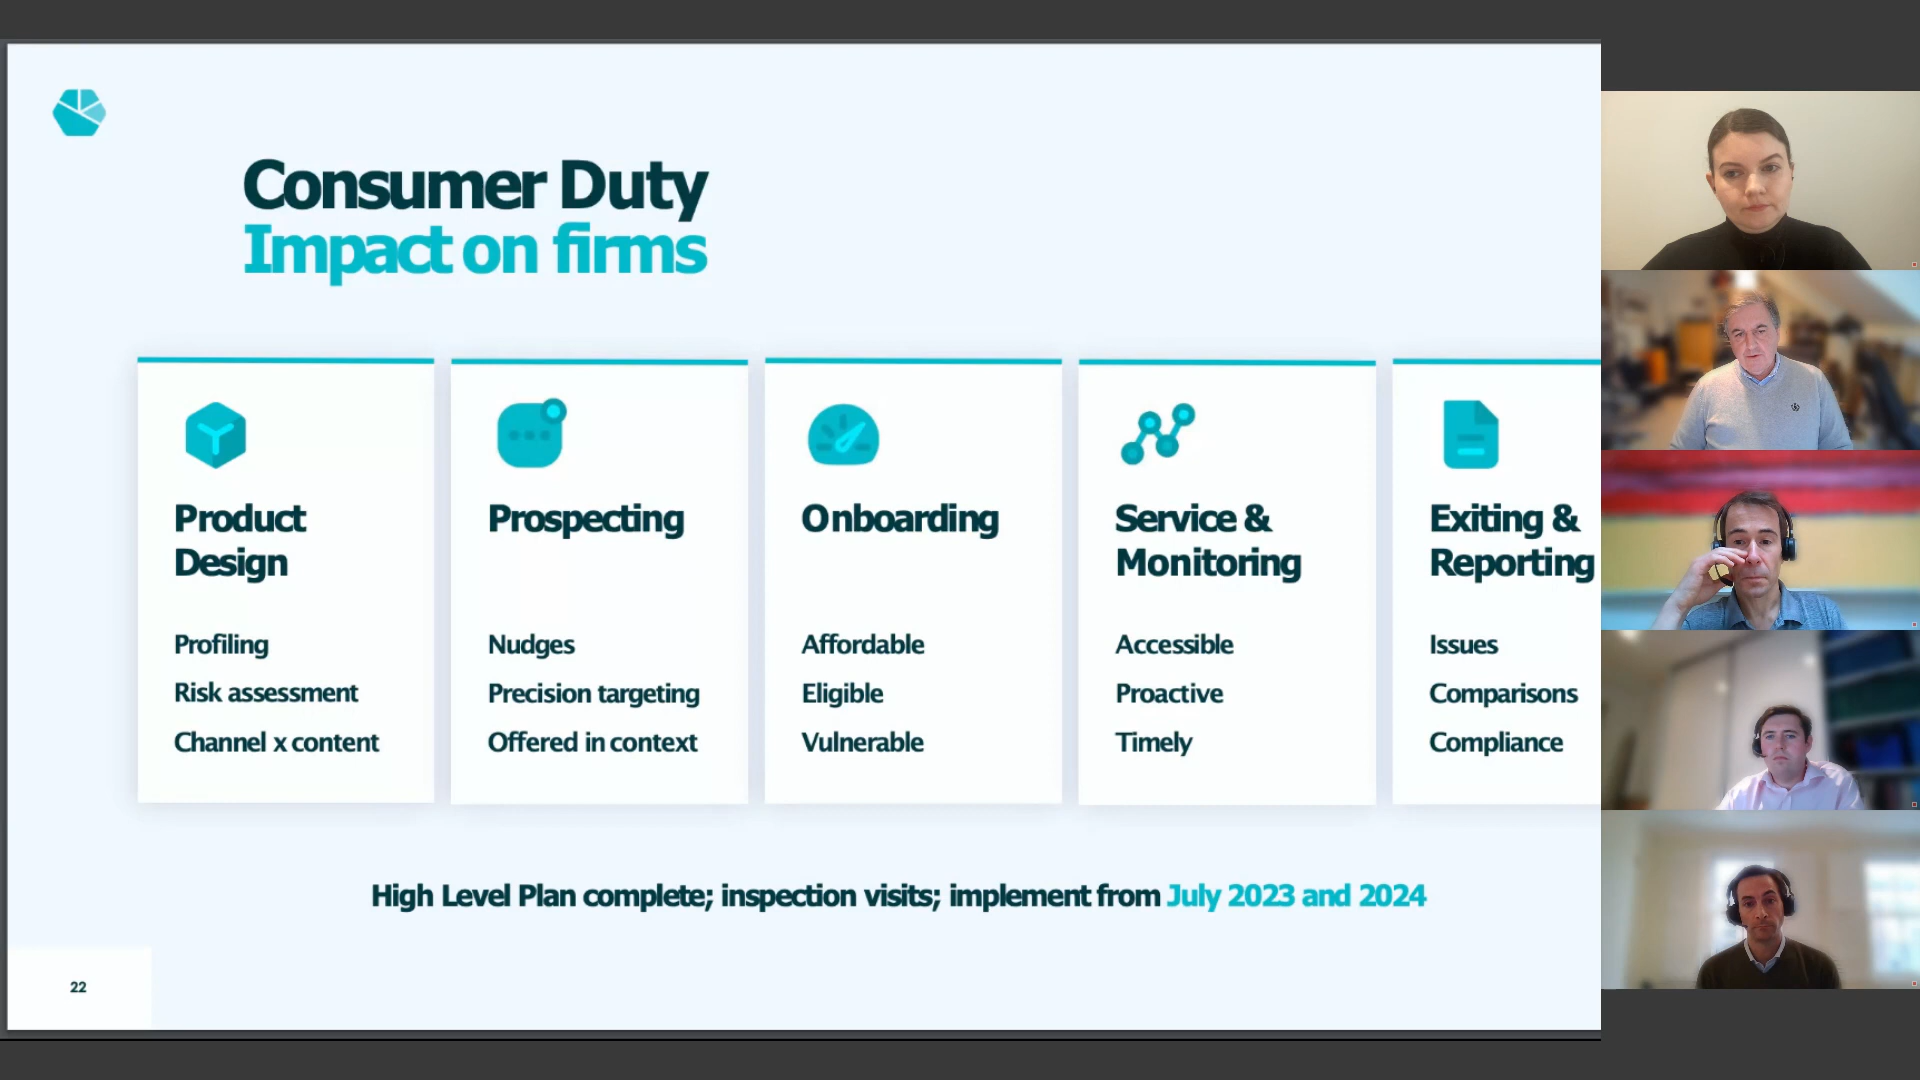 Consumer Duty
Impact on firms
Product
Design
Profiling
Risk assessment
Channel x content
Prospecting
Nudges
Precision targeting
Offered in context
Onboarding
Affordable
Eligible
Vulnerable
Service &
Monitoring
Accessible
Proactive
Timely
Exiting &
Reporting
Issues
Comparisons
Compliance
High Level Plan complete; inspection visits; implement from July 2023 and 2024
22